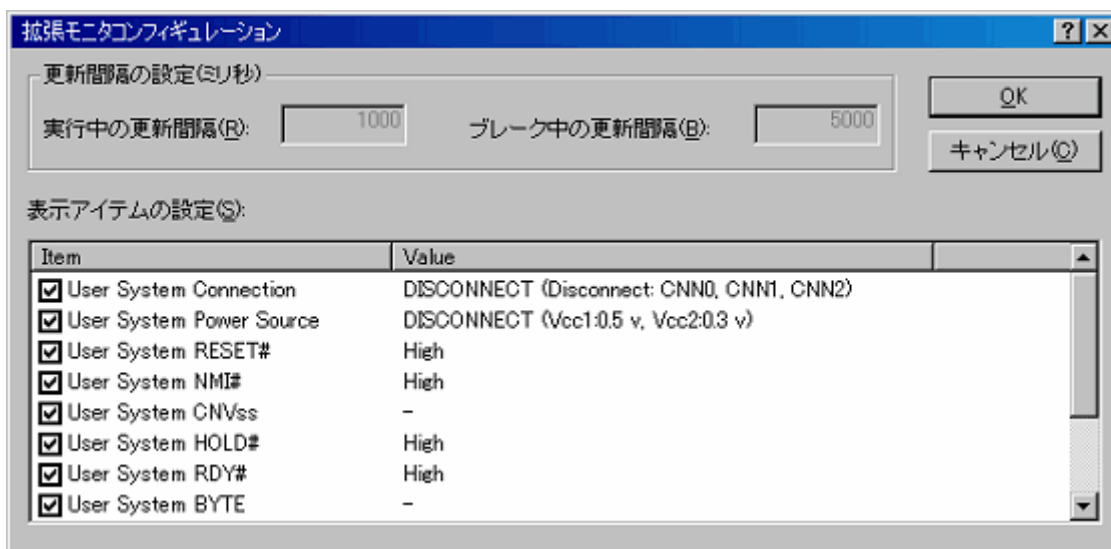 拡張モニタコンフィギュレーション
更新間隔の設定(ミリ秒)
実行中の更新間隔(R): 1000 ブレーク中の更新間隔(B): 5000
OK
キャンセル(C)
表示アイテムの設定(S):
Item Value
User System Connection DISCONNECT (Disconnect: CNN0, CNN1, CNN2)
User System Power Source DISCONNECT (Vcc1:0.5 v, Vcc2:0.3 v)
User System RESET# High
User System NMI# High
User System CNVss -
User System HOLD# High
User System RDY# High
User System BYTE -